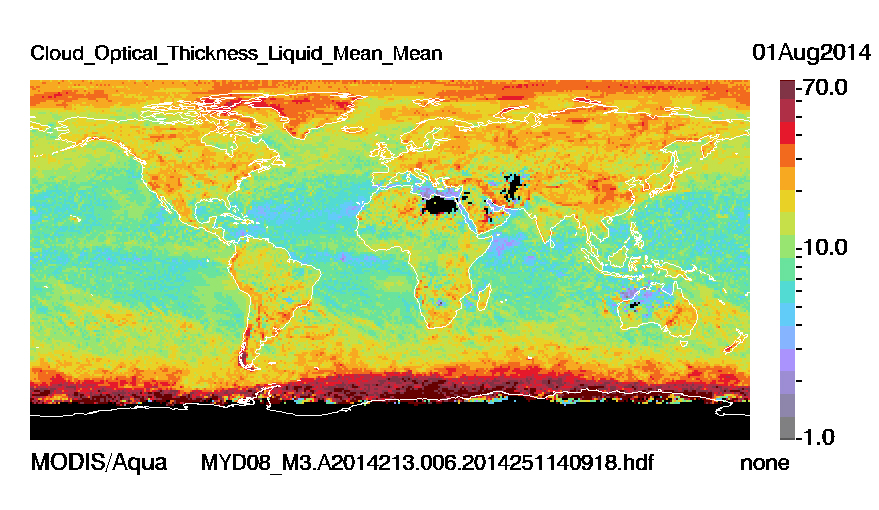 Cloud_Optical_Thickness_Liquid_Mean_Mean 01Aug2014
70.0
10.0
1.0
MODIS/Aqua MYD08_M3.A2014213.006.2014251140918.hdf none